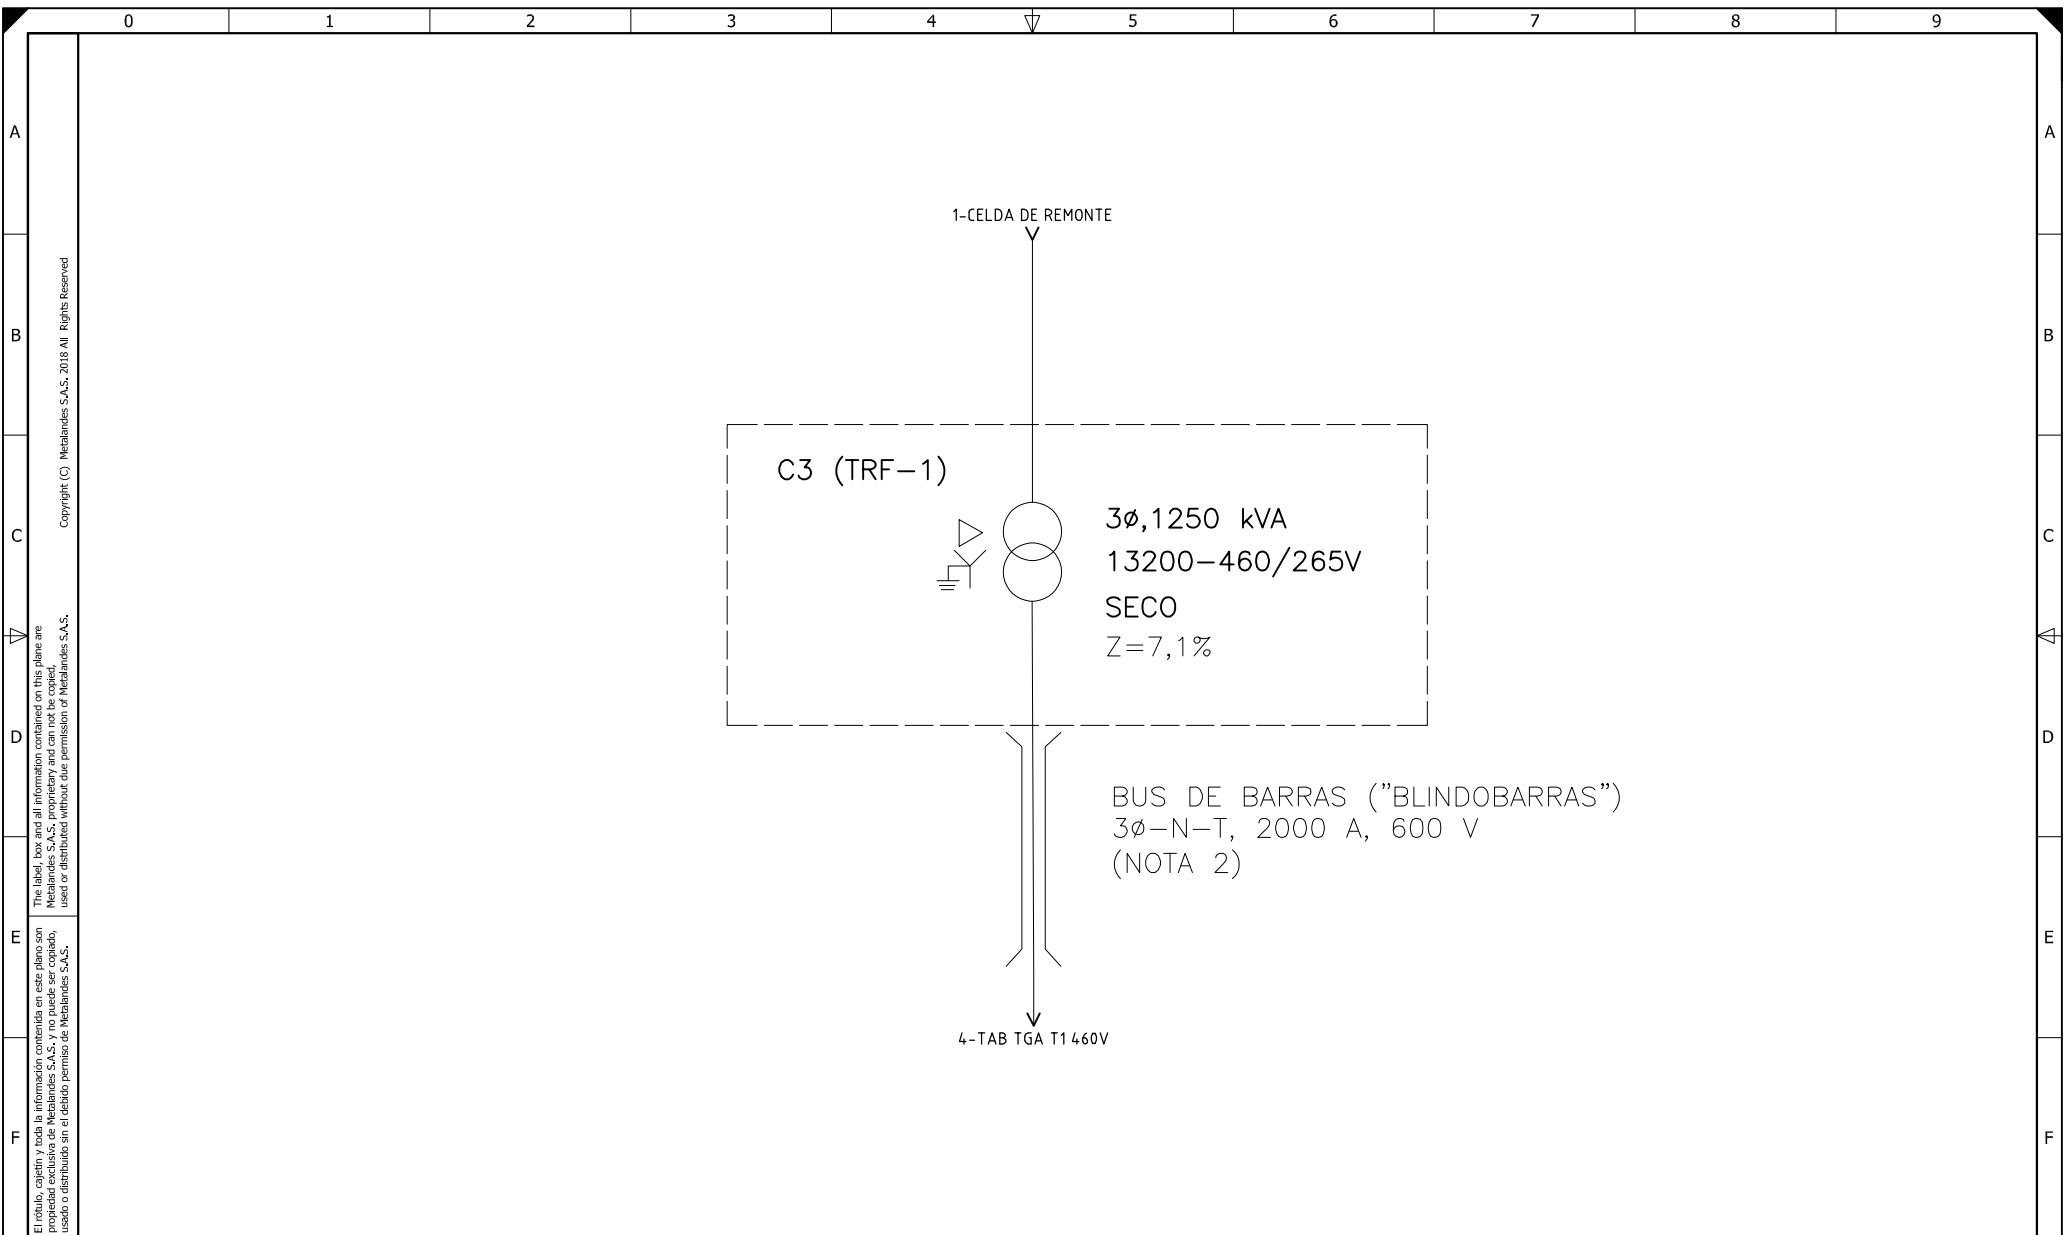 0 1 2 3 4 5 6 7 8 9
A A
B B
C C
D D
E E
F F
1-CELDA DE REMONTE
C3 (TRF-1)
3ø,1250 kVA
13200-460/265V
SECO
Z=7,1%
BUS DE BARRAS ("BLINDOBARRAS")
3ø-N-T, 2000 A, 600 V
(NOTA 2)
4-TAB TGA T1 460V
Copyright (C) Metalandes S.A.S. 2018 All Rights Reserved
The label, box and all information contained on this plane are
Metalandes S.A.S. proprietary and can not be copied,
used or distributed without due permission of Metalandes S.A.S.
El rótulo, cajetín y toda la información contenida en este plano son
propiedad exclusiva de Metalandes S.A.S. y no puede ser copiado,
usado o distribuido sin el debido permiso de Metalandes S.A.S.